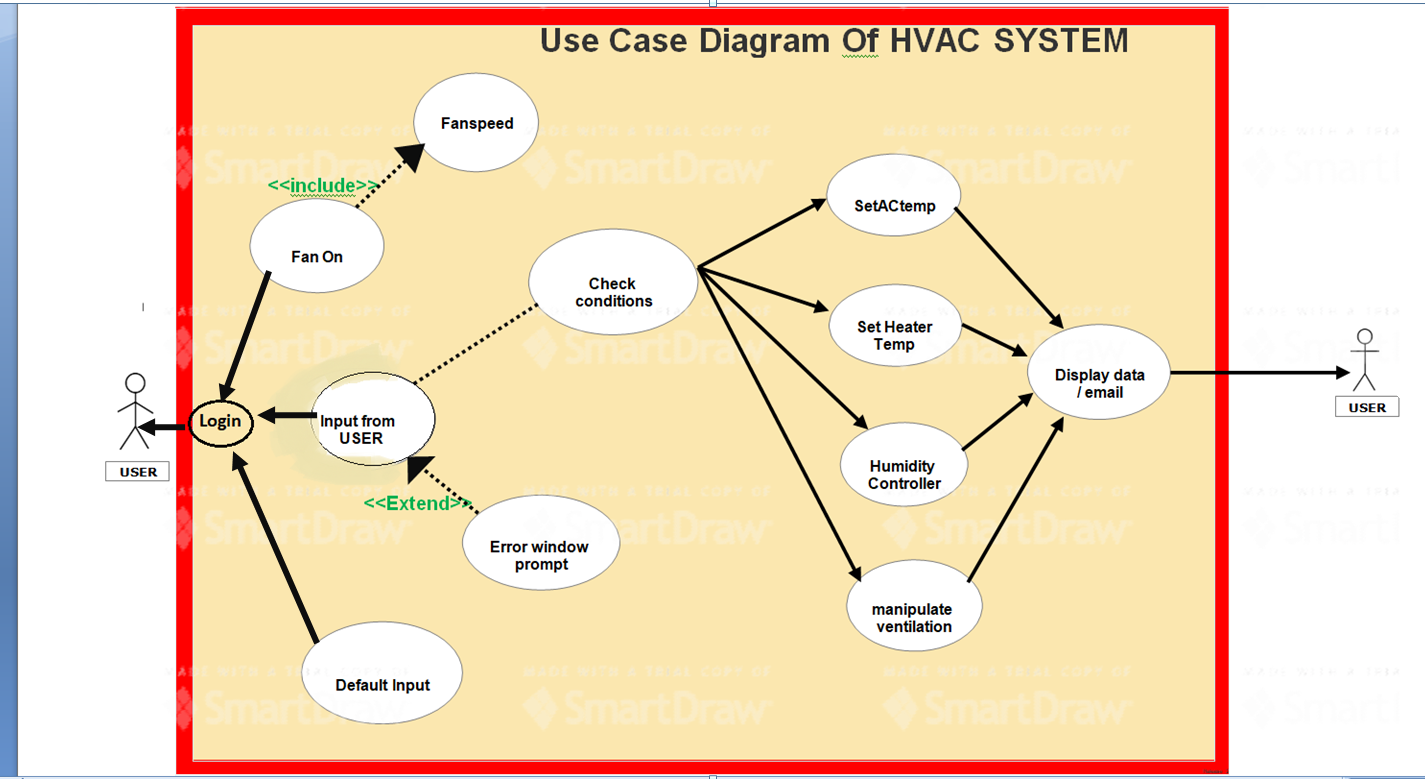 Use Case Diagram Of HVAC SYSTEM
Fanspeed
<<include>>
Fan On
SetACtemp
Check
conditions
Set Heater
Temp
Display data
/ email
USER
Login
Input from
USER
USER
Humidity
Controller
<<Extend>>
Error window
prompt
manipulate
ventilation
Default Input
MADE WITH A TRIAL COPY OF
SmartDraw